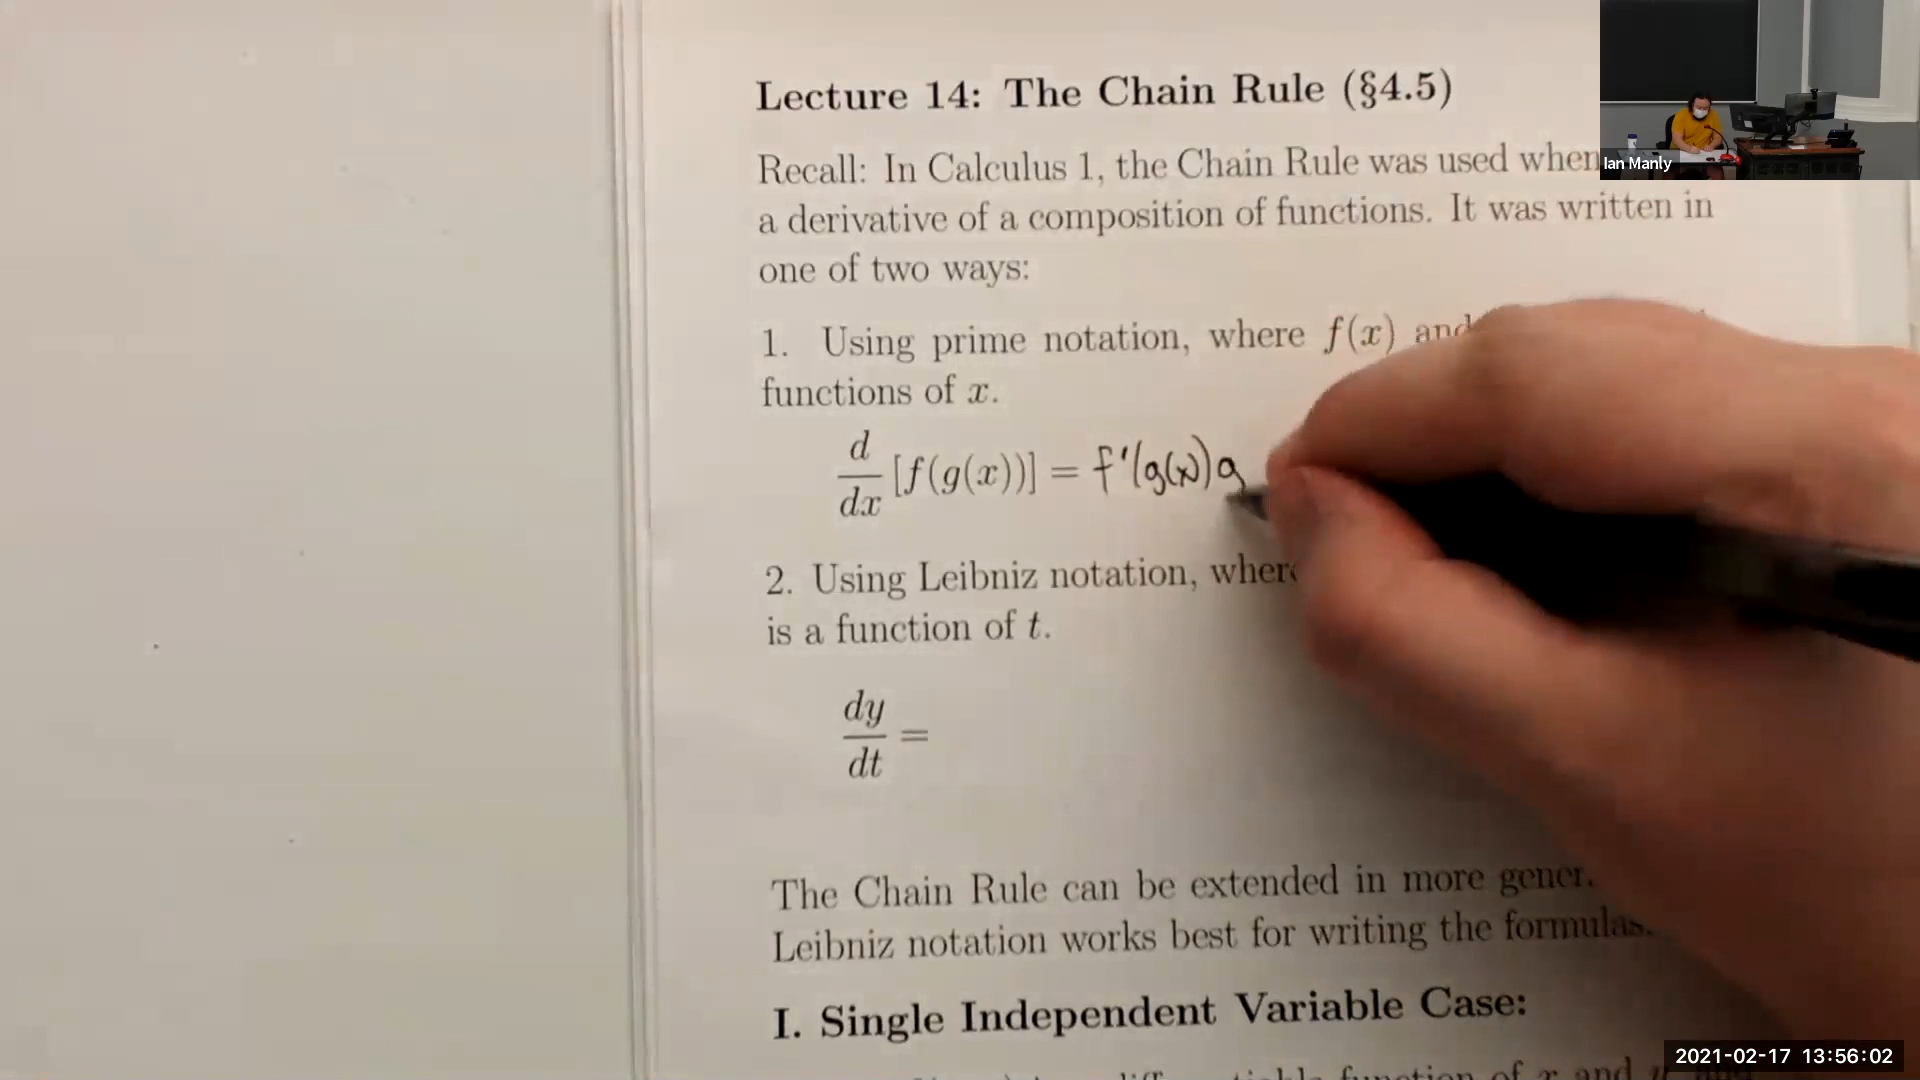 Lecture 14: The Chain Rule (§4.5)
Recall: In Calculus 1, the Chain Rule was used when
a derivative of a composition of functions. It was written in
one of two ways:
1. Using prime notation, where f(x) and
functions of x.
d/dx [f(g(x))] = f'(g(x))g
2. Using Leibniz notation, where
is a function of t.
dy/dt =
The Chain Rule can be extended in more
Leibniz notation works best for writing the formulas.
I. Single Independent Variable Case:
function of x and y
Ian Manly
2021-02-17 13:56:02